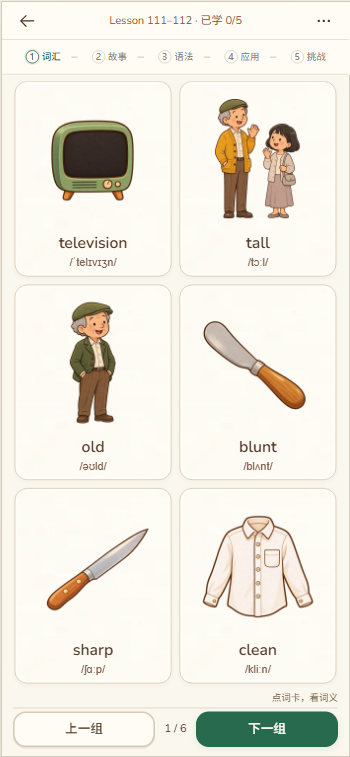 Lesson 111–112 · 已学 0/5
1 词汇 – 2 故事 – 3 语法 – 4 应用 – 5 挑战
television
/ˈtelɪvɪʒn/
tall
/tɔːl/
old
/əʊld/
blunt
/blʌnt/
sharp
/ʃɑːp/
clean
/kliːn/
点词卡，看词义
上一组
1 / 6
下一组